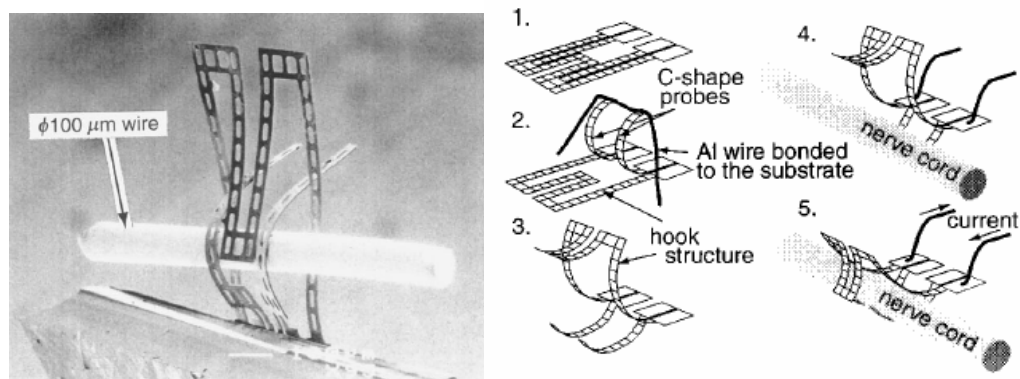 ϕ100 μm wire
1.
C-shape
probes
2.
Al wire bonded
to the substrate
3.
hook
structure
4.
nerve cord
5.
current
nerve cord